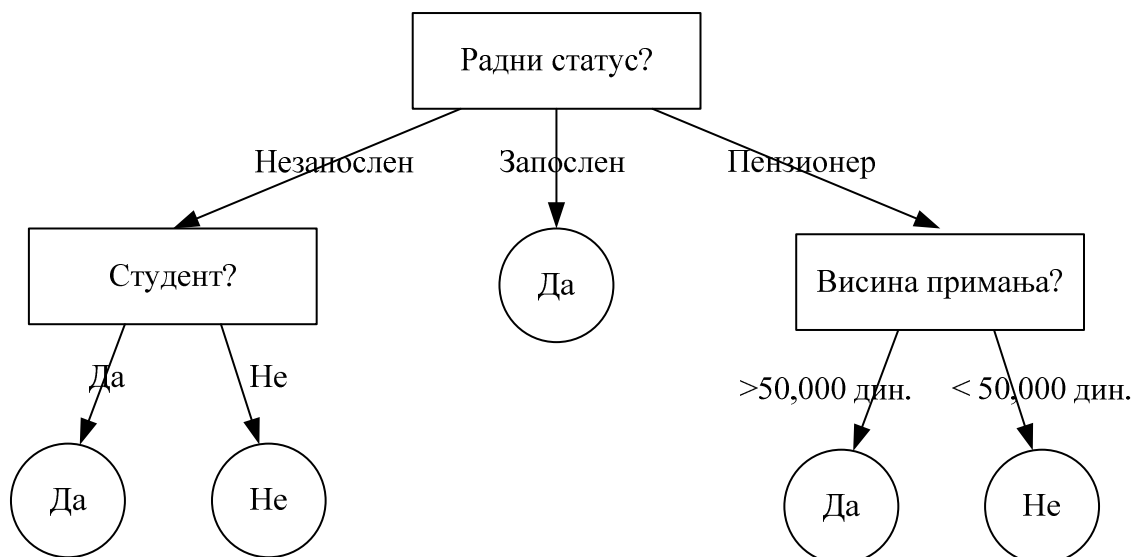 Радни статус?
Незапослен
Запослен
Пензионер
Студент?
Да
Висина примања?
Да
Не
>50,000 дин.
< 50,000 дин.
Да
Не
Да
Не